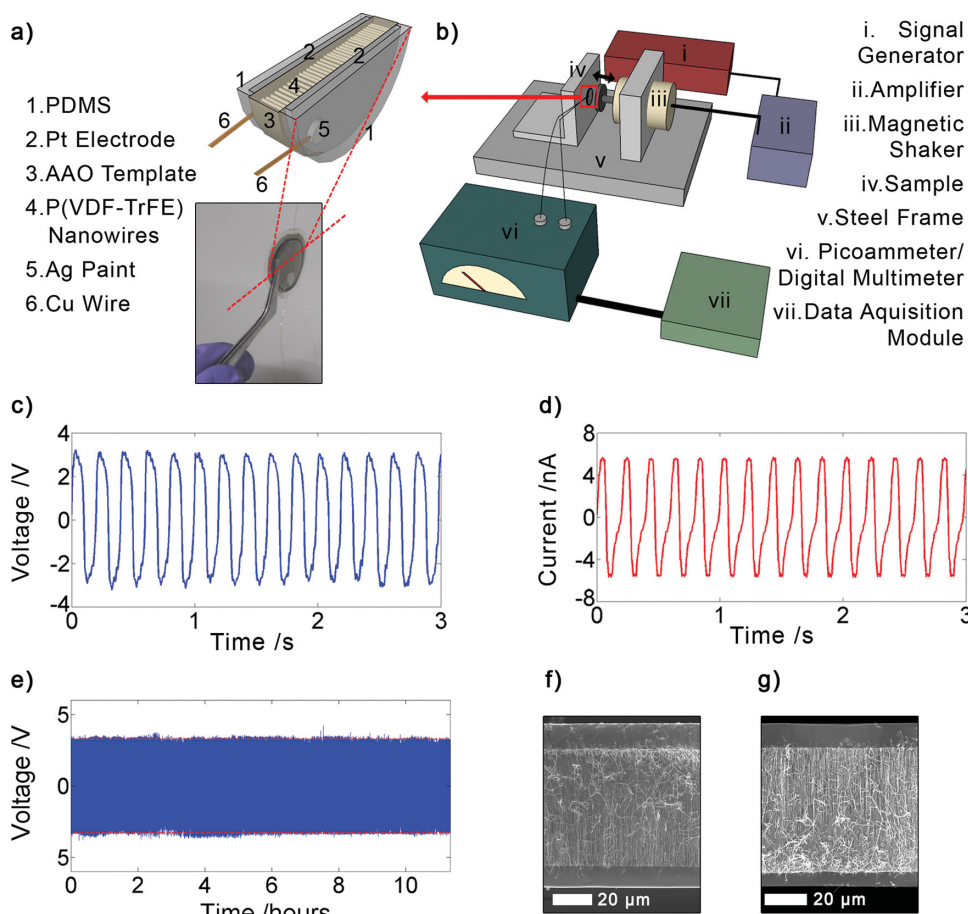 a)
1
2
2
4
3
5
1
6
6
1.PDMS
2.Pt Electrode
3.AAO Template
4.P(VDF-TrFE)
Nanowires
5.Ag Paint
6.Cu Wire
b)
i
ii
iii
iv
v
vi
vii
i. Signal
Generator
ii.Amplifier
iii.Magnetic
Shaker
iv.Sample
v.Steel Frame
vi. Picoammeter/
Digital Multimeter
vii.Data Aquisition
Module
c)
Voltage /V
4
2
0
-2
-4
0 1 2 3
Time /s
d)
Current /nA
8
4
0
-4
-8
0 1 2 3
Time /s
e)
Voltage /V
5
0
5
0 2 4 6 8 10
Time /hours
f)
20 µm
g)
20 µm